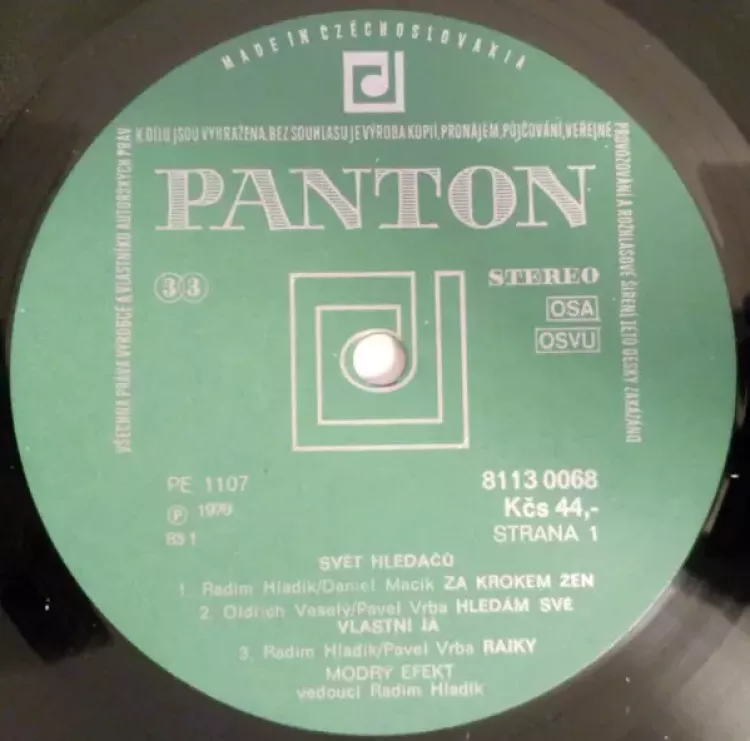 MADE IN CZECHOSLOVAKIA
VŠECHNA PRÁVA VÝROBCE A VLASTNÍKŮ AUTORSKÝCH PRÁV
K DÍLU JSOU VYHRAŽENA. BEZ SOUHLASU JE VÝROBA KOPIÍ, PRONÁJEM, PŮJČOVÁNÍ, VEŘEJNÉ
PROVOZOVÁNÍ A ROZHLASOVÉ ŠÍŘENÍ TÉTO DESKY ZAKÁZÁNO
PANTON
33
STEREO
OSA
OSVU
PE 1107
8113 0068
Ⓟ
Kčs 44,-
83 1
STRANA 1
SVĚT HLEDAČŮ
1. Radim Hladík/Daniel Macik ZA KROKEM ŽEN
2. Oldřich Veselý/Pavel Vrba HLEDÁM SVÉ
VLASTNÍ JÁ
3. Radim Hladík/Pavel Vrba RAJKY
MODRÝ EFEKT
vedoucí Radim Hladík